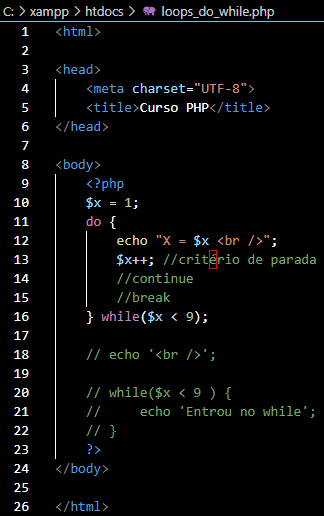 C: > xampp > htdocs > loops_do_while.php
1 <html>
2
3 <head>
4 <meta charset="UTF-8">
5 <title>Curso PHP</title>
6 </head>
7
8 <body>
9 <?php
10 $x = 1;
11 do {
12 echo "X = $x <br />";
13 $x++; //critério de parada
14 //continue
15 //break
16 } while($x < 9);
17
18 // echo '<br />';
19
20 // while($x < 9 ) {
21 //     echo 'Entrou no while';
22 // }
23 ?>
24 </body>
25
26 </html>